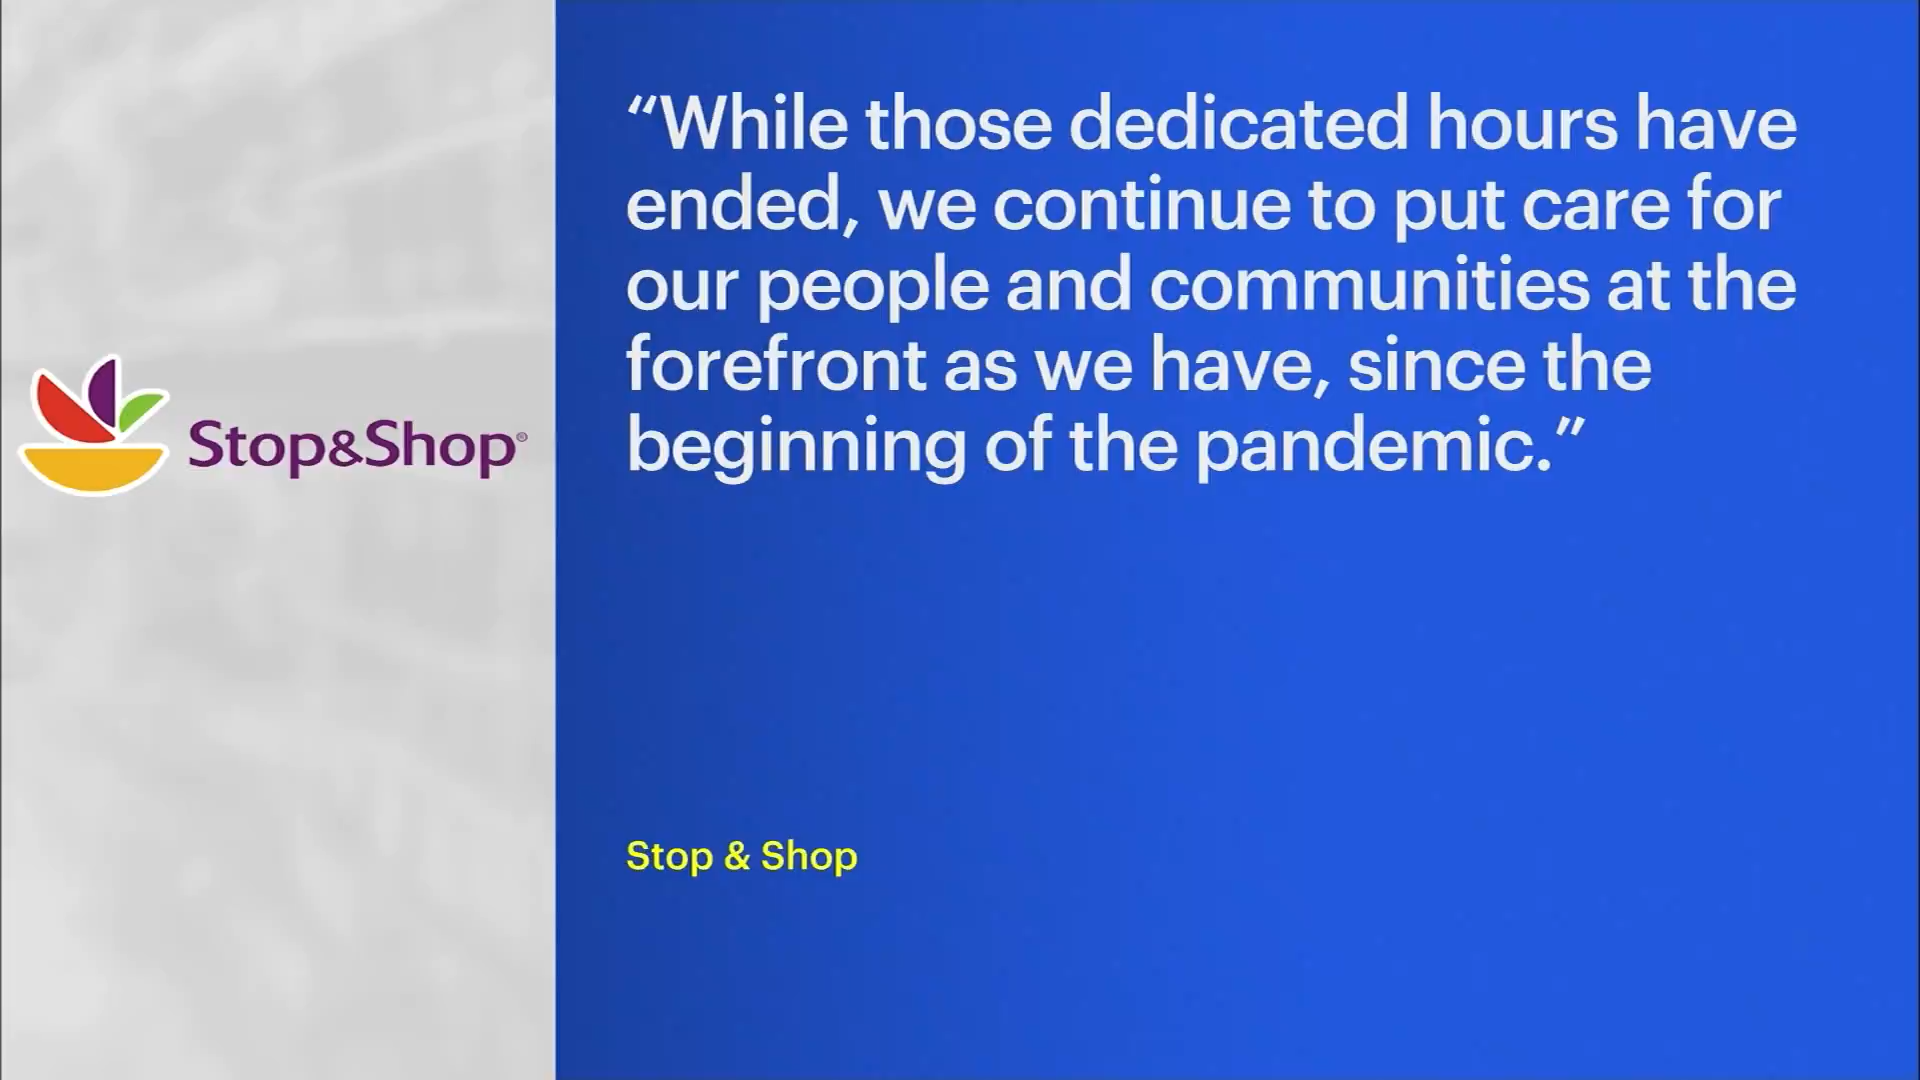 Stop&Shop®
“While those dedicated hours have
ended, we continue to put care for
our people and communities at the
forefront as we have, since the
beginning of the pandemic.”
Stop & Shop